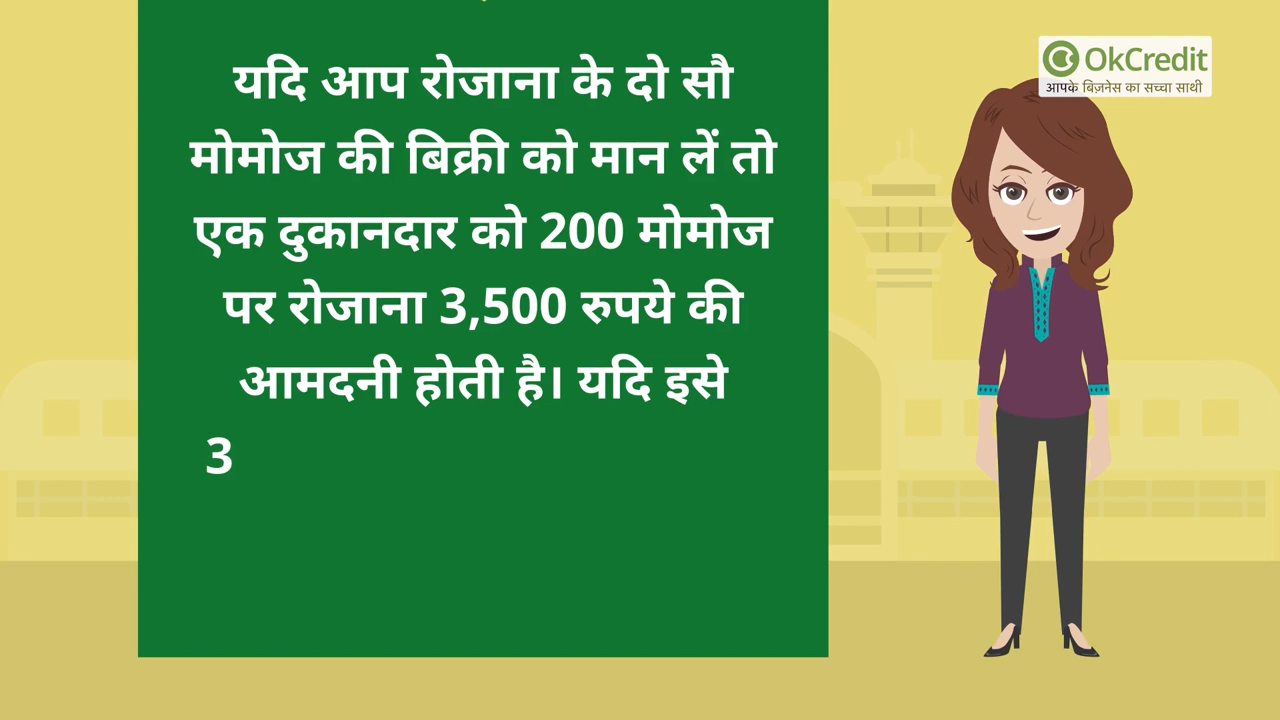 यदि आप रोजाना के दो सौ
मोमोज की बिक्री को मान लें तो
एक दुकानदार को 200 मोमोज
पर रोजाना 3,500 रुपये की
आमदनी होती है। यदि इसे
3
OkCredit
आपके बिज़नेस का सच्चा साथी